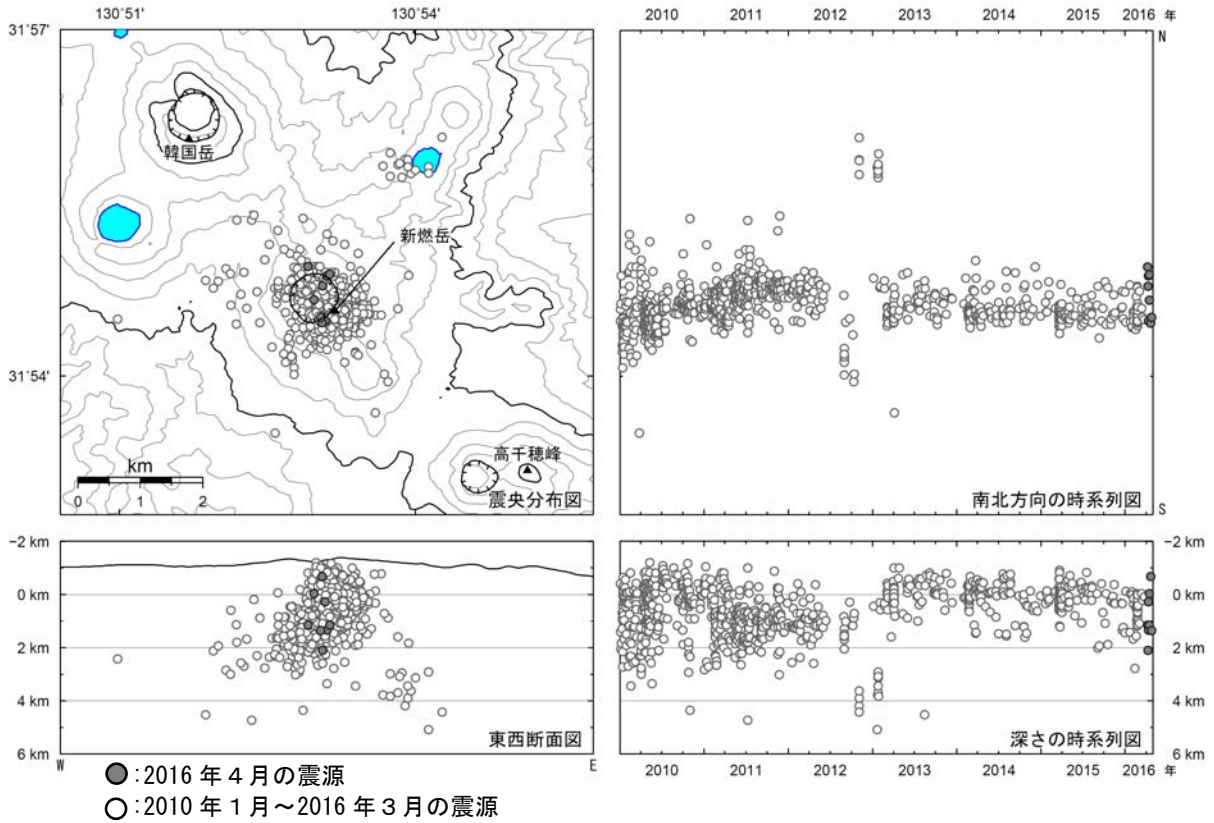 130°51'
130°54'
31°57'
31°54'
韓国岳
新燃岳
高千穂峰
km
0 1 2
震央分布図
2010 2011 2012 2013 2014 2015 2016 年
N
S
南北方向の時系列図
-2 km
0 km
2 km
4 km
6 km
W
E
東西断面図
-2 km
0 km
2 km
4 km
6 km
深さの時系列図
2010 2011 2012 2013 2014 2015 2016 年
:2016 年４月の震源
:2010 年１月～2016 年３月の震源